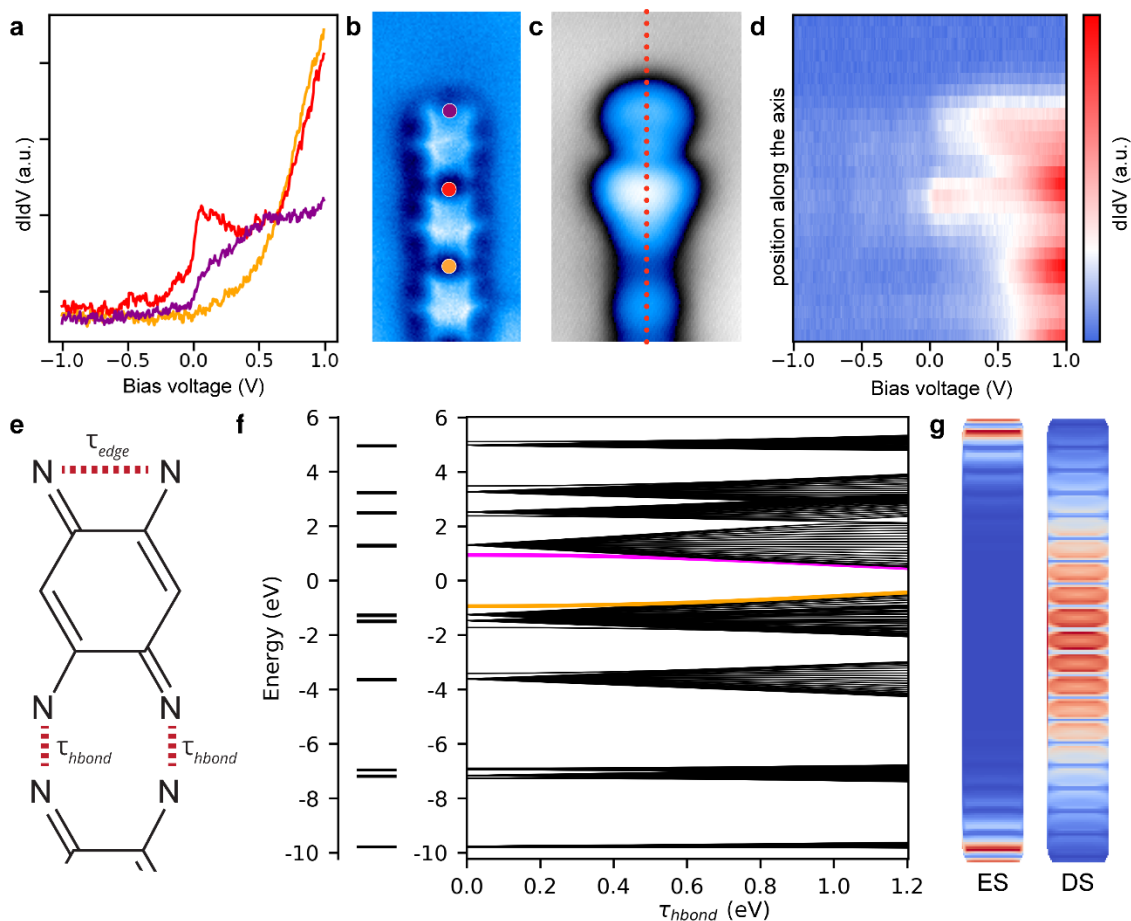 a
dIdV (a.u.)
−1.0 −0.5 0.0 0.5 1.0
Bias voltage (V)
b
c
d
position along the axis
−1.0 −0.5 0.0 0.5 1.0
Bias voltage (V)
dIdV (a.u.)
e
τedge
N N
N N
τhbond τhbond
N N
f
Energy (eV)
6 6
4 4
2 2
0 0
-2 -2
-4 -4
-6 -6
-8 -8
-10 -10
0.0 0.2 0.4 0.6 0.8 1.0 1.2
τhbond (eV)
g
ES DS